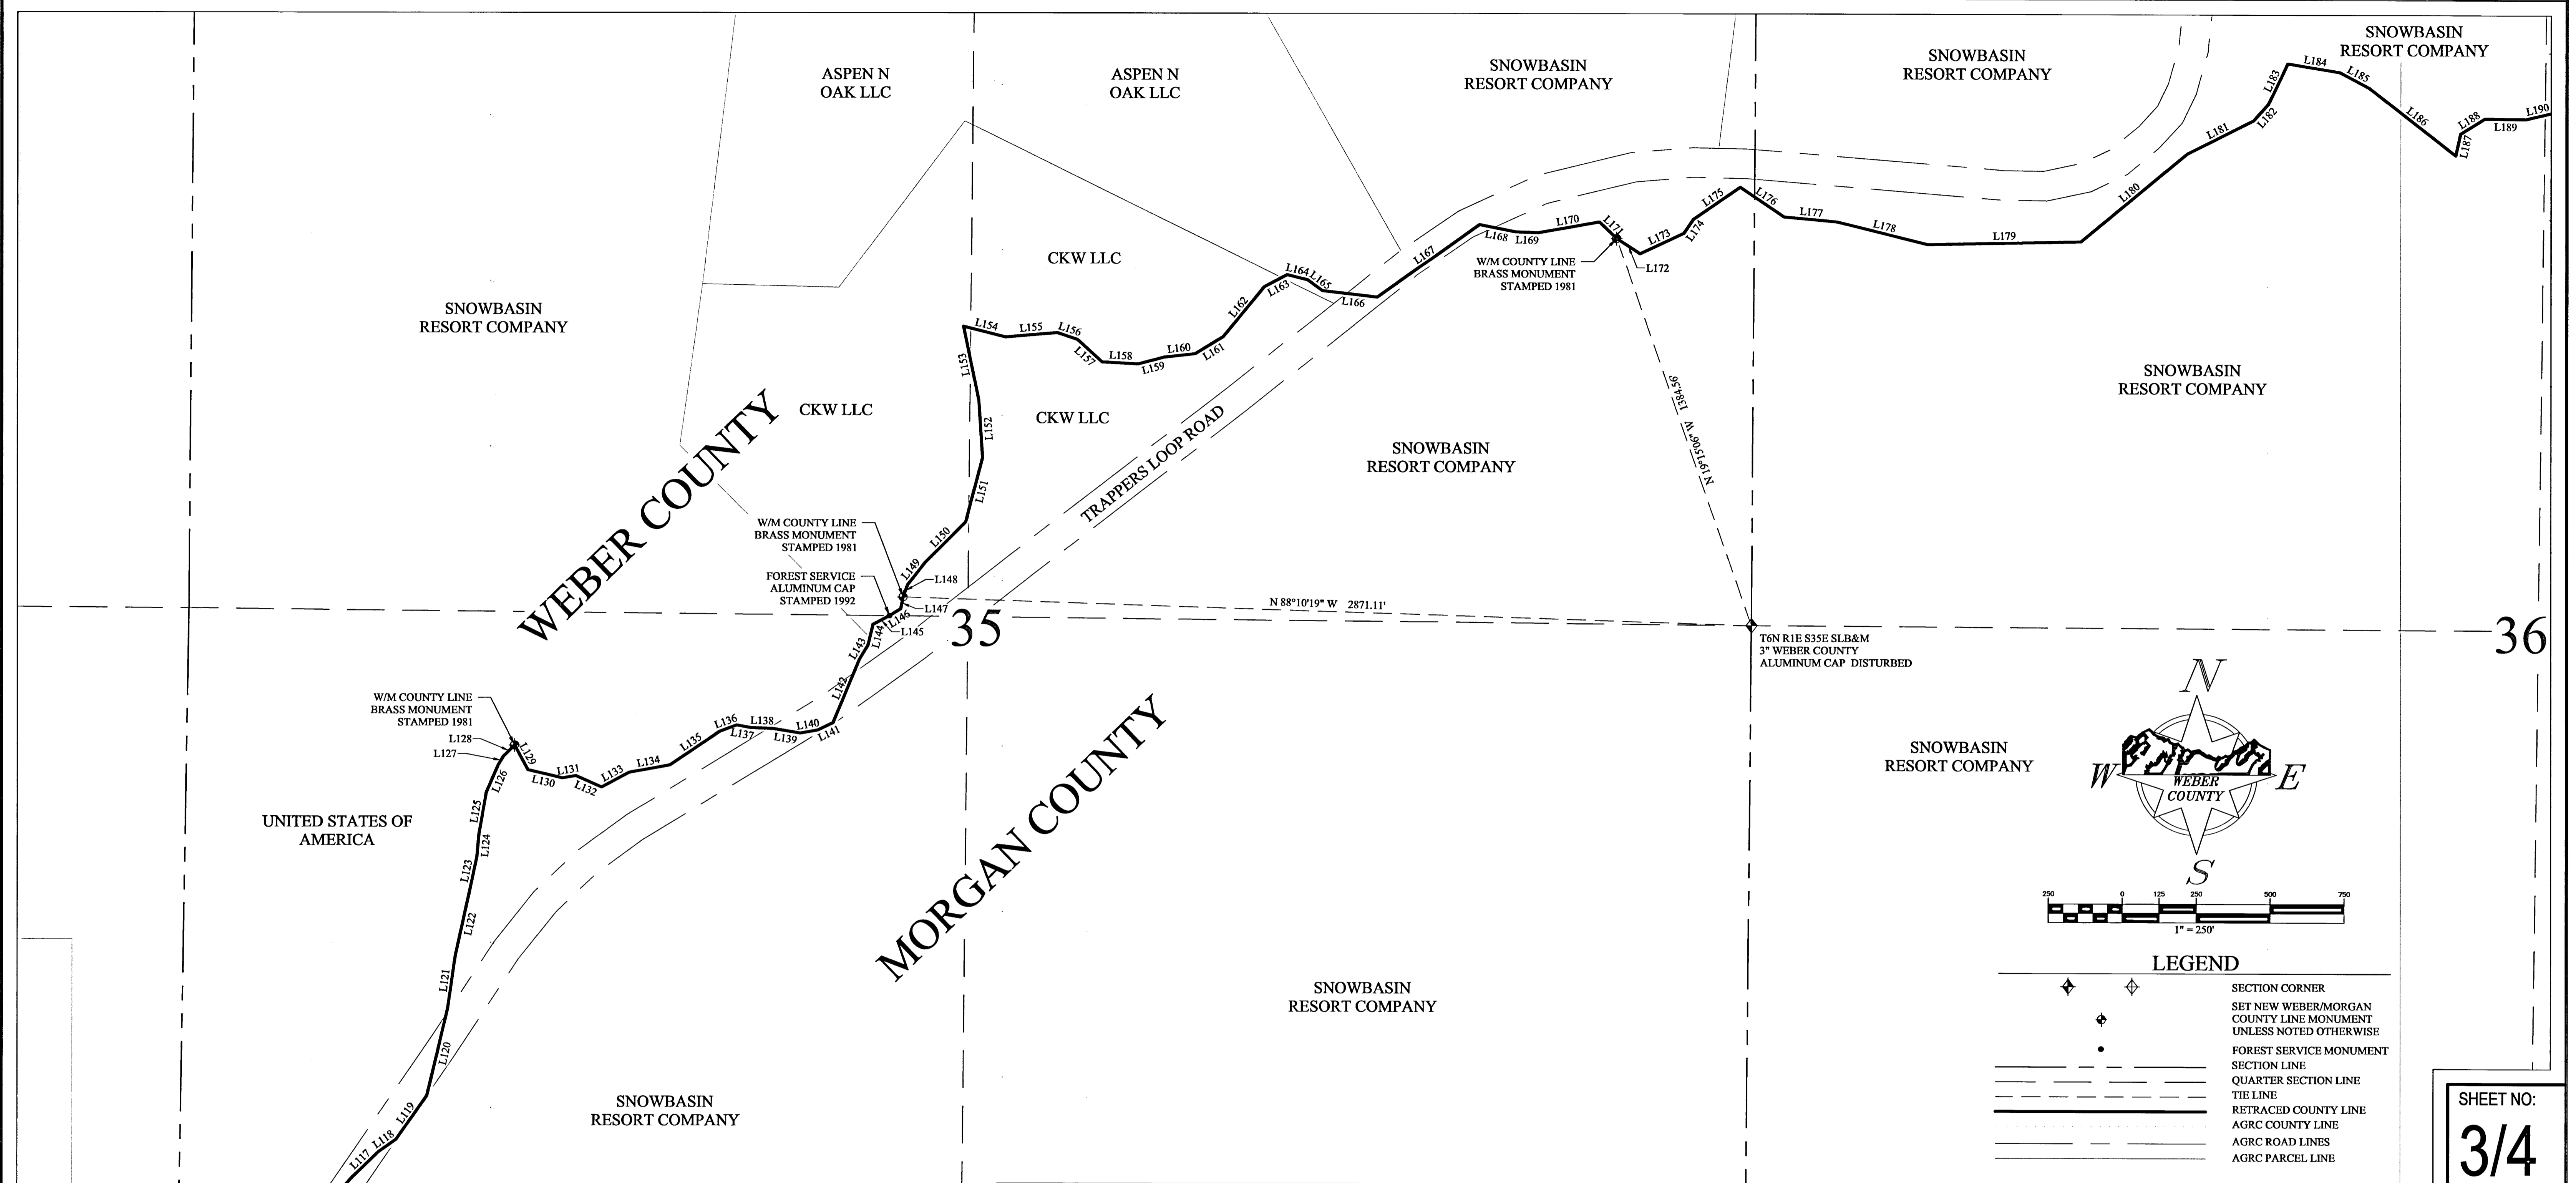 SNOWBASIN
RESORT COMPANY
ASPEN N
OAK LLC
ASPEN N
OAK LLC
SNOWBASIN
RESORT COMPANY
SNOWBASIN
RESORT COMPANY
SNOWBASIN
RESORT COMPANY
L184
L185
L183
L182
L186
L187
L188
L189
L190
L181
L180
L179
L178
L177
L176
L175
L174
L173
L172
L171
L170
L169
L168
L167
W/M COUNTY LINE
BRASS MONUMENT
STAMPED 1981
CKW LLC
L166
L165
L164
L163
L162
L161
L160
L159
L158
L157
L156
L155
L154
L153
L152
L151
L150
L149
L148
L147
L146
L145
L144
L143
L142
L141
L140
L139
L138
L137
L136
L135
L134
L133
L132
L131
L130
L129
L128
L127
L126
L125
L124
L123
L122
L121
L120
L119
L118
L117
SNOWBASIN
RESORT COMPANY
CKW LLC
CKW LLC
SNOWBASIN
RESORT COMPANY
N 19°15'06" W 1384.56'
SNOWBASIN
RESORT COMPANY
WEBER COUNTY
TRAPPERS LOOP ROAD
W/M COUNTY LINE
BRASS MONUMENT
STAMPED 1981
FOREST SERVICE
ALUMINUM CAP
STAMPED 1992
N 88°10'19" W 2871.11'
35
36
T6N R1E S35E SLB&M
3" WEBER COUNTY
ALUMINUM CAP DISTURBED
W/M COUNTY LINE
BRASS MONUMENT
STAMPED 1981
MORGAN COUNTY
UNITED STATES OF
AMERICA
SNOWBASIN
RESORT COMPANY
N
W
E
S
WEBER
COUNTY
250 0 125 250 500 750
1" = 250'
SNOWBASIN
RESORT COMPANY
SNOWBASIN
RESORT COMPANY
LEGEND
SECTION CORNER
SET NEW WEBER/MORGAN
COUNTY LINE MONUMENT
UNLESS NOTED OTHERWISE
FOREST SERVICE MONUMENT
SECTION LINE
QUARTER SECTION LINE
TIE LINE
RETRACED COUNTY LINE
AGRC COUNTY LINE
AGRC ROAD LINES
AGRC PARCEL LINE
SHEET NO:
3/4